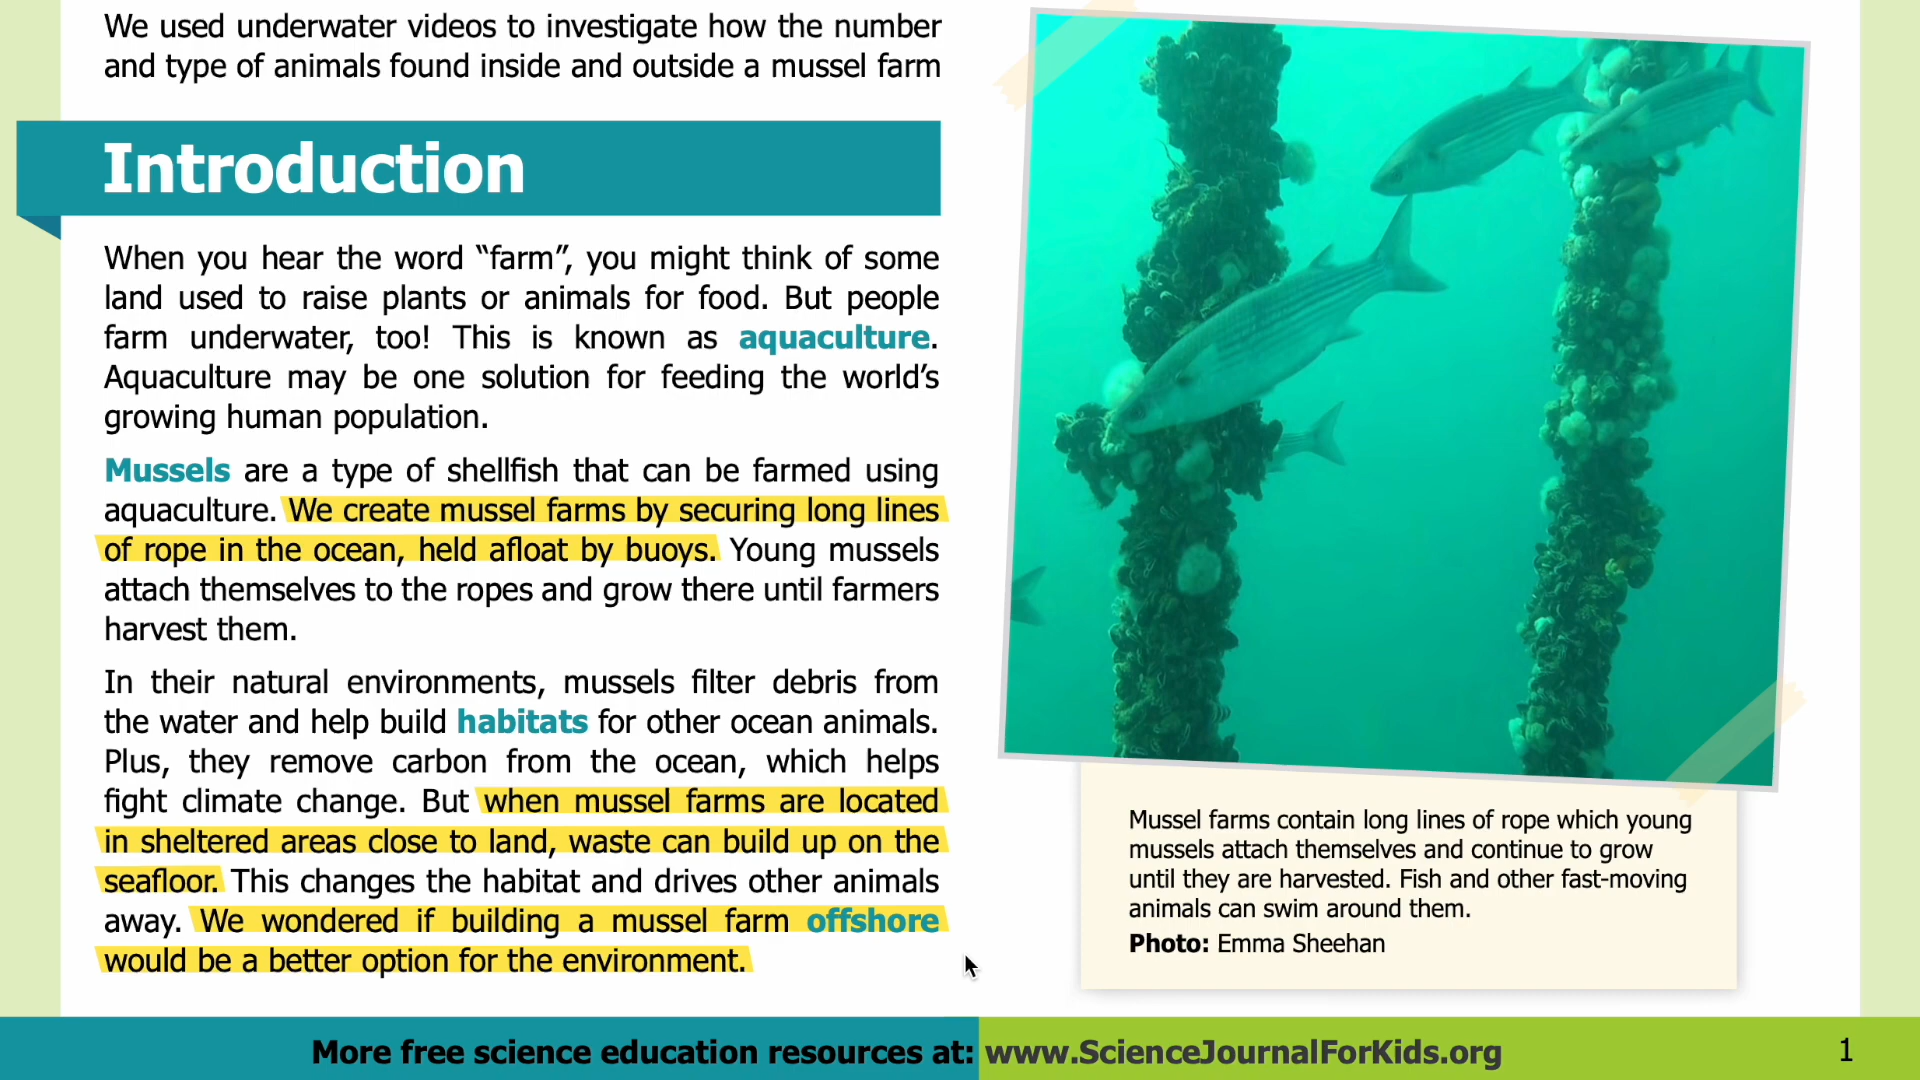 We used underwater videos to investigate how the number
and type of animals found inside and outside a mussel farm
Introduction
When you hear the word “farm”, you might think of some
land used to raise plants or animals for food. But people
farm underwater, too! This is known as aquaculture.
Aquaculture may be one solution for feeding the world’s
growing human population.
Mussels are a type of shellfish that can be farmed using
aquaculture. We create mussel farms by securing long lines
of rope in the ocean, held afloat by buoys. Young mussels
attach themselves to the ropes and grow there until farmers
harvest them.
In their natural environments, mussels filter debris from
the water and help build habitats for other ocean animals.
Plus, they remove carbon from the ocean, which helps
fight climate change. But when mussel farms are located
in sheltered areas close to land, waste can build up on the
seafloor. This changes the habitat and drives other animals
away. We wondered if building a mussel farm offshore
would be a better option for the environment.
Mussel farms contain long lines of rope which young
mussels attach themselves and continue to grow
until they are harvested. Fish and other fast-moving
animals can swim around them.
Photo: Emma Sheehan
More free science education resources at: www.ScienceJournalForKids.org
1